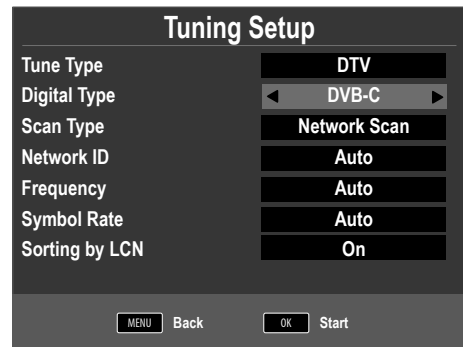 Tuning Setup
Tune Type DTV
Digital Type DVB-C
Scan Type Network Scan
Network ID Auto
Frequency Auto
Symbol Rate Auto
Sorting by LCN On
MENU Back OK Start